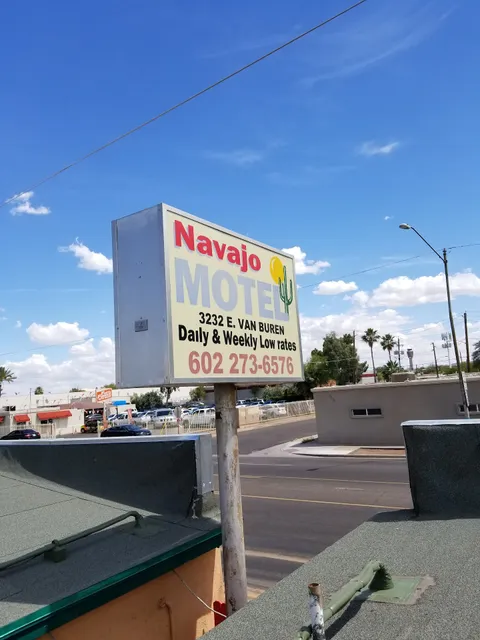 Navajo
MOTEL
3232 E. VAN BUREN
Daily & Weekly Low rates
602 273-6576